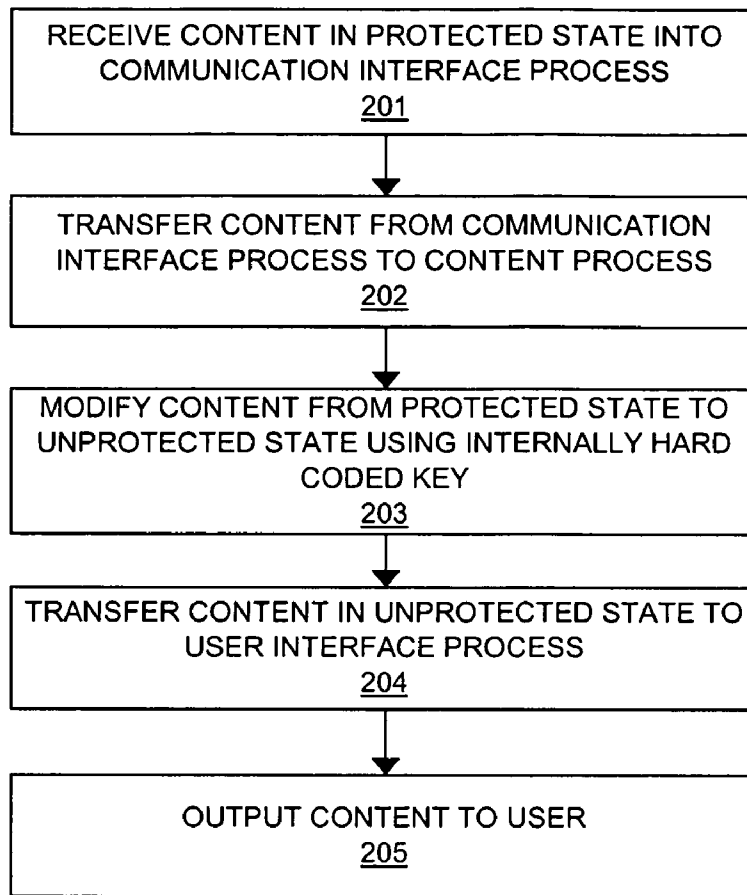 RECEIVE CONTENT IN PROTECTED STATE INTO
COMMUNICATION INTERFACE PROCESS
201
TRANSFER CONTENT FROM COMMUNICATION
INTERFACE PROCESS TO CONTENT PROCESS
202
MODIFY CONTENT FROM PROTECTED STATE TO
UNPROTECTED STATE USING INTERNALLY HARD
CODED KEY
203
TRANSFER CONTENT IN UNPROTECTED STATE TO
USER INTERFACE PROCESS
204
OUTPUT CONTENT TO USER
205